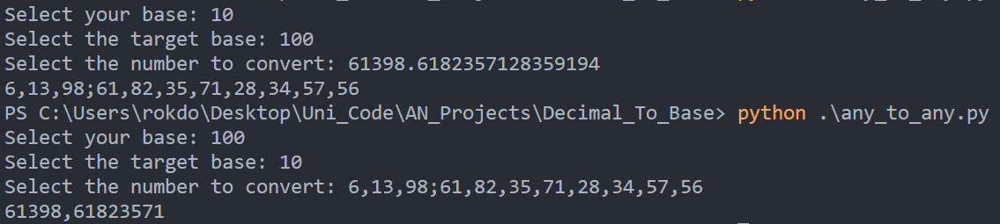 Select your base: 10
Select the target base: 100
Select the number to convert: 61398.6182357128359194
6,13,98;61,82,35,71,28,34,57,56
PS C:\Users\rokdo\Desktop\Uni_Code\AN_Projects\Decimal_To_Base> python .\any_to_any.py
Select your base: 100
Select the target base: 10
Select the number to convert: 6,13,98;61,82,35,71,28,34,57,56
61398,61823571